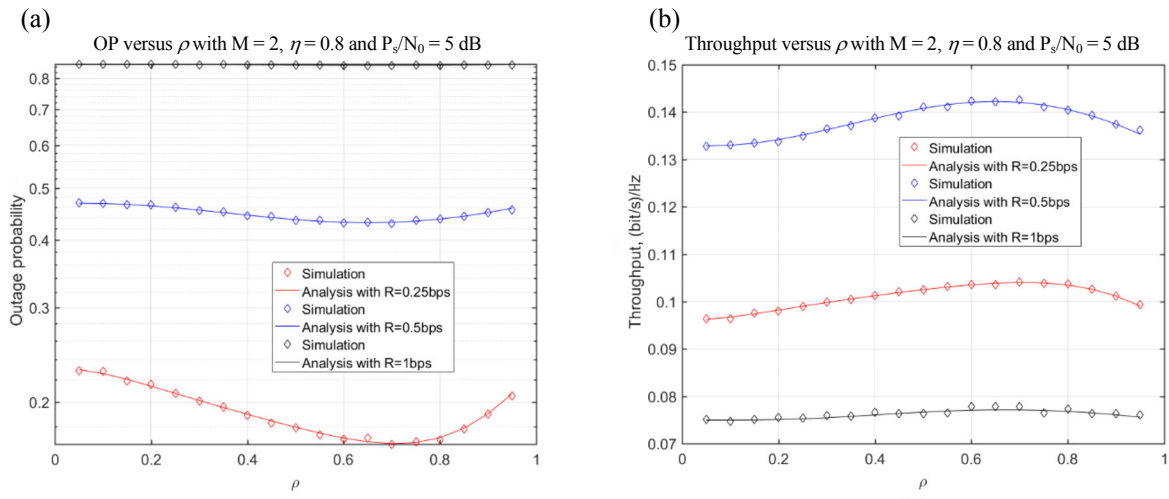 (a)
OP versus ρ with M = 2, η = 0.8 and Ps/N0 = 5 dB
0.8
0.7
0.6
0.5
0.4
0.3
0.2
Outage probability
Simulation
Analysis with R=0.25bps
Simulation
Analysis with R=0.5bps
Simulation
Analysis with R=1bps
0 0.2 0.4 0.6 0.8 1
ρ
(b)
Throughput versus ρ with M = 2, η = 0.8 and Ps/N0 = 5 dB
0.15
0.14
0.13
0.12
0.11
0.1
0.09
0.08
0.07
Throughput, (bit/s)/Hz
Simulation
Analysis with R=0.25bps
Simulation
Analysis with R=0.5bps
Simulation
Analysis with R=1bps
0 0.2 0.4 0.6 0.8 1
ρ